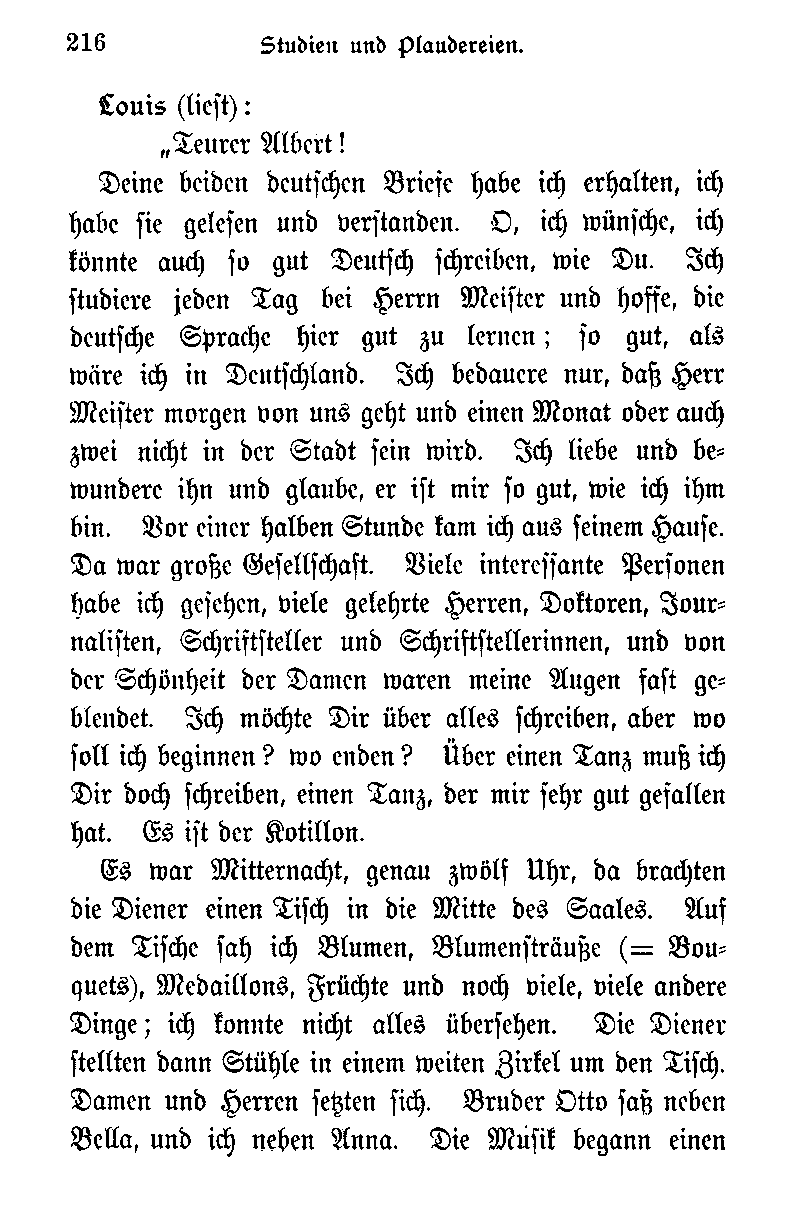 216 Studien und Plaudereien.
Louis (liest):
„Teurer Albert!
Deine beiden deutschen Briefe habe ich erhalten, ich
habe sie gelesen und verstanden. O, ich wünsche, ich
könnte auch so gut Deutsch schreiben, wie Du. Ich
studiere jeden Tag bei Herrn Meister und hoffe, die
deutsche Sprache hier gut zu lernen; so gut, als
wäre ich in Deutschland. Ich bedauere nur, daß Herr
Meister morgen von uns geht und einen Monat oder auch
zwei nicht in der Stadt sein wird. Ich liebe und be-
wundere ihn und glaube, er ist mir so gut, wie ich ihm
bin. Vor einer halben Stunde kam ich aus seinem Hause.
Da war große Gesellschaft. Viele interessante Personen
habe ich gesehen, viele gelehrte Herren, Doktoren, Jour-
nalisten, Schriftsteller und Schriftstellerinnen, und von
der Schönheit der Damen waren meine Augen fast ge-
blendet. Ich möchte Dir über alles schreiben, aber wo
soll ich beginnen? wo enden? Über einen Tanz muß ich
Dir doch schreiben, einen Tanz, der mir sehr gut gefallen
hat. Es ist der Kotillon.
Es war Mitternacht, genau zwölf Uhr, da brachten
die Diener einen Tisch in die Mitte des Saales. Auf
dem Tische sah ich Blumen, Blumensträuße (= Bou-
quets), Medaillons, Früchte und noch viele, viele andere
Dinge; ich konnte nicht alles übersehen. Die Diener
stellten dann Stühle in einem weiten Zirkel um den Tisch.
Damen und Herren setzten sich. Bruder Otto saß neben
Bella, und ich neben Anna. Die Musik begann einen